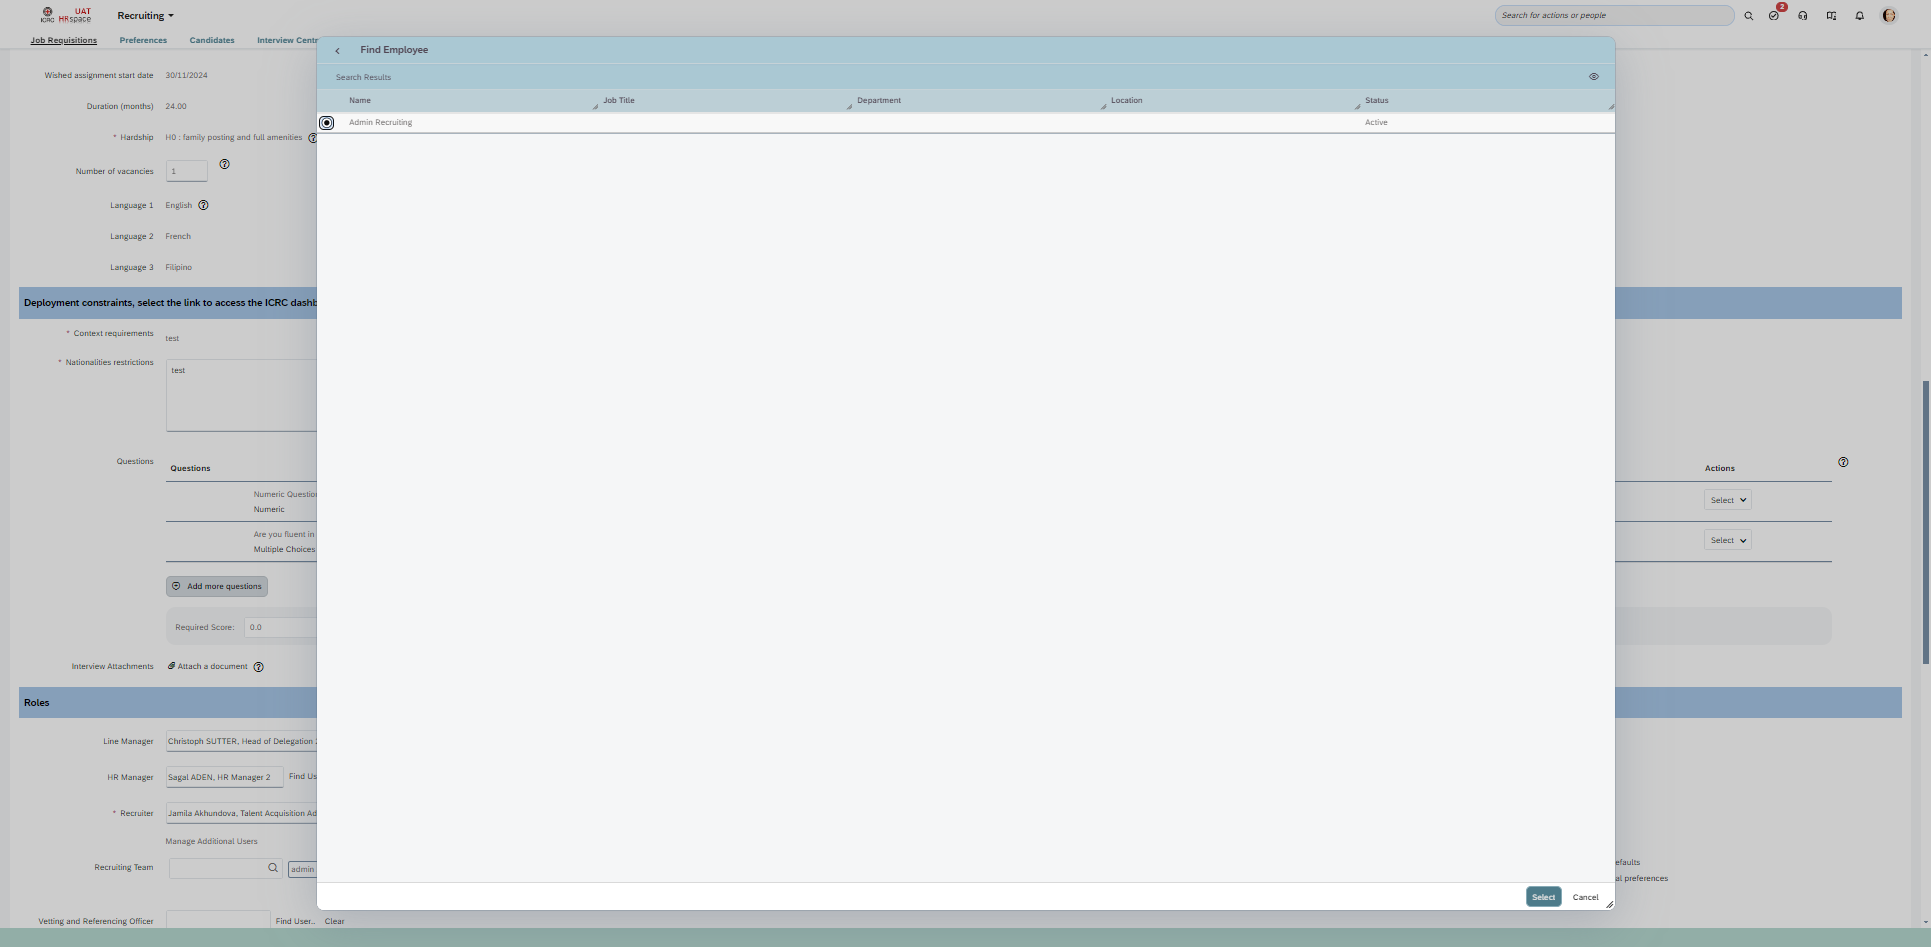 ICRC UAT HRspace Recruiting
Search for actions or people
2
Job Requisitions Preferences Candidates Interview Centr
Find Employee
Search Results
Name Job Title Department Location Status
Admin Recruiting Active
Wished assignment start date 30/11/2024
Duration (months) 24.00
* Hardship H0 : family posting and full amenities
Number of vacancies 1
Language 1 English
Language 2 French
Language 3 Filipino
Deployment constraints, select the link to access the ICRC dashb
* Context requirements test
* Nationalities restrictions test
Questions Questions Actions
Numeric Question
Numeric
Select
Are you fluent in
Multiple Choices
Select
Add more questions
Required Score: 0.0
Interview Attachments Attach a document
Roles
Line Manager Christoph SUTTER, Head of Delegation
HR Manager Sagal ADEN, HR Manager 2 Find Us
* Recruiter Jamila Akhundova, Talent Acquisition Ad
Manage Additional Users
Recruiting Team admin
efaults
al preferences
Select Cancel
Vetting and Referencing Officer Find User.. Clear